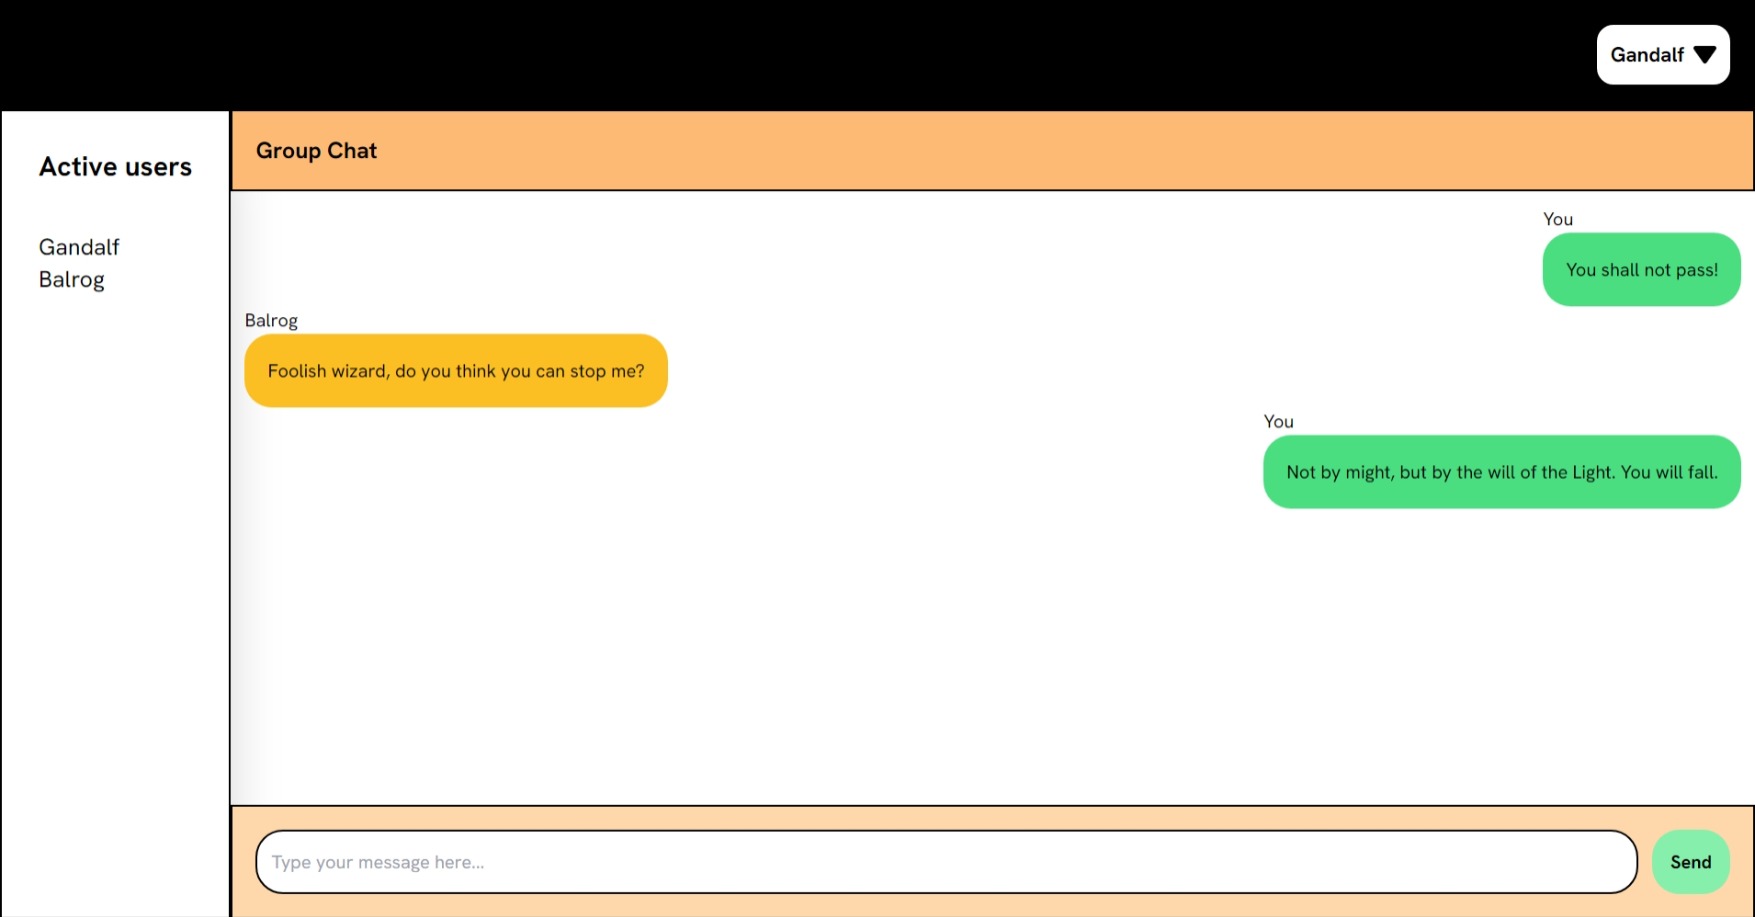 Gandalf
Active users
Gandalf
Balrog
Group Chat
You
You shall not pass!
Balrog
Foolish wizard, do you think you can stop me?
You
Not by might, but by the will of the Light. You will fall.
Type your message here...
Send